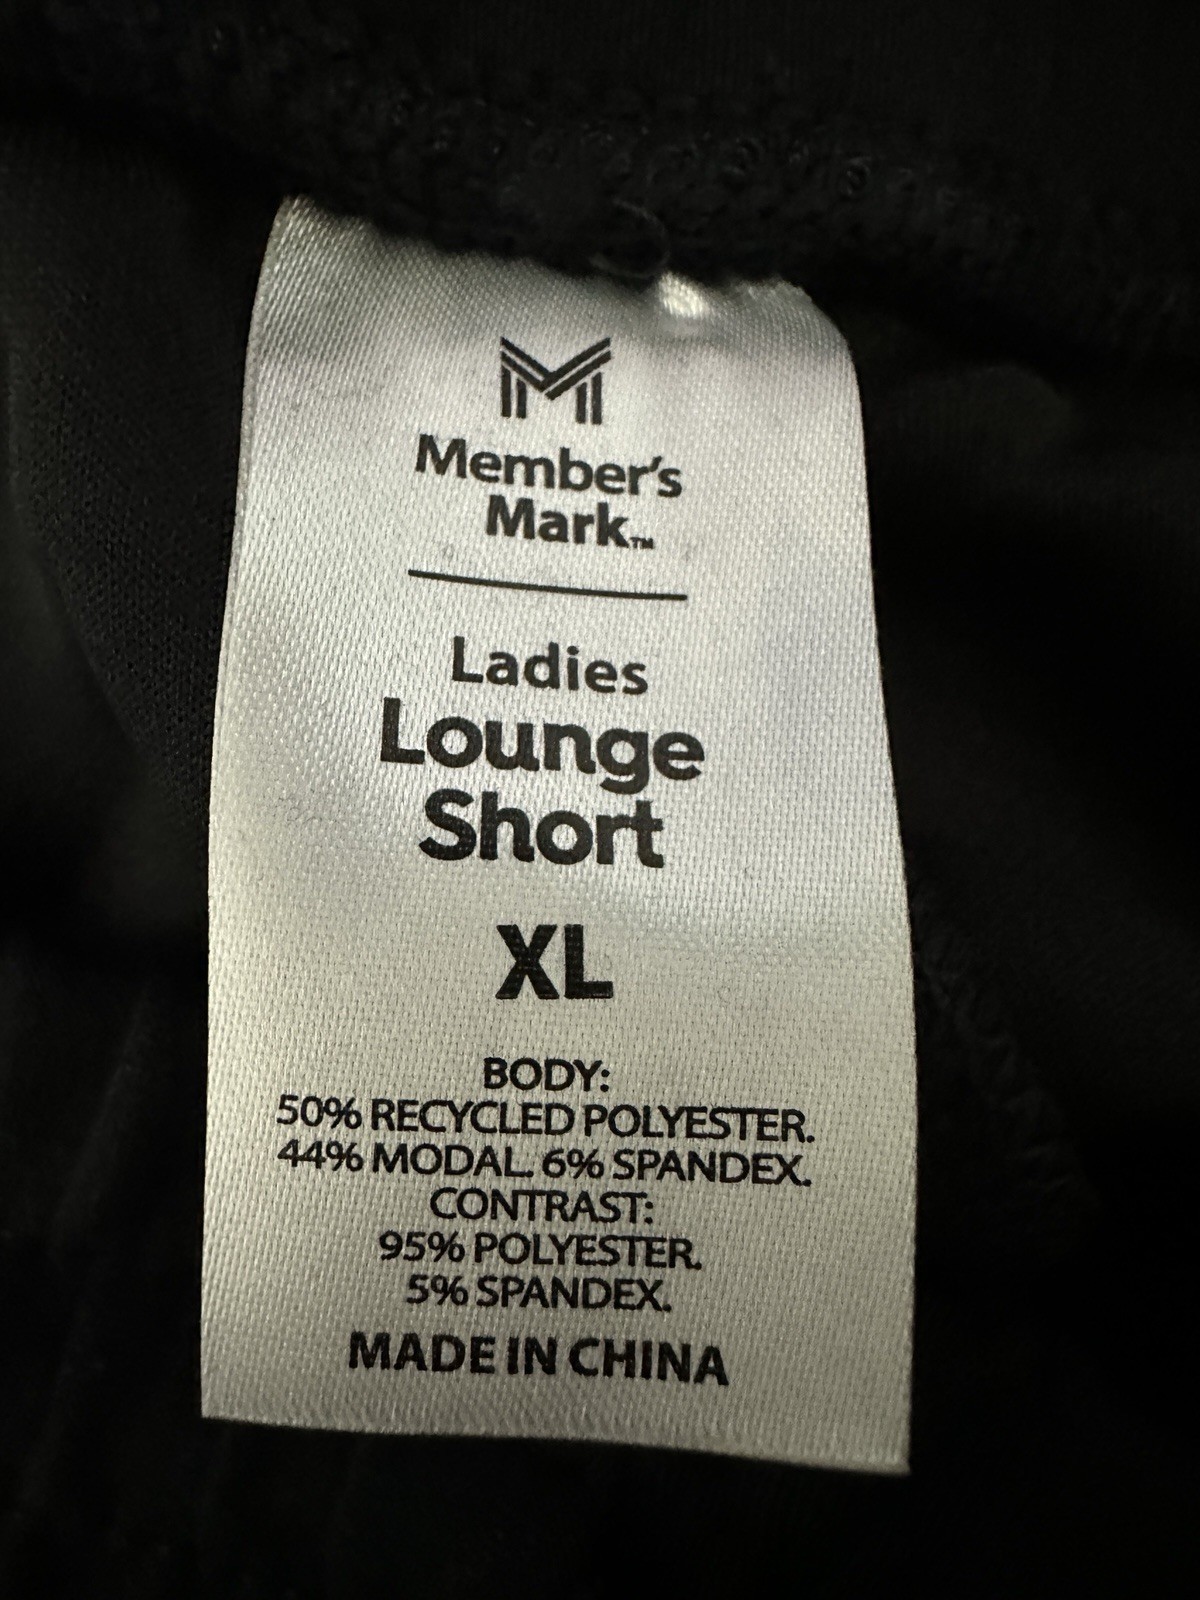 Member's
Mark™
Ladies
Lounge
Short
XL
BODY:
50% RECYCLED POLYESTER.
44% MODAL. 6% SPANDEX.
CONTRAST:
95% POLYESTER.
5% SPANDEX.
MADE IN CHINA